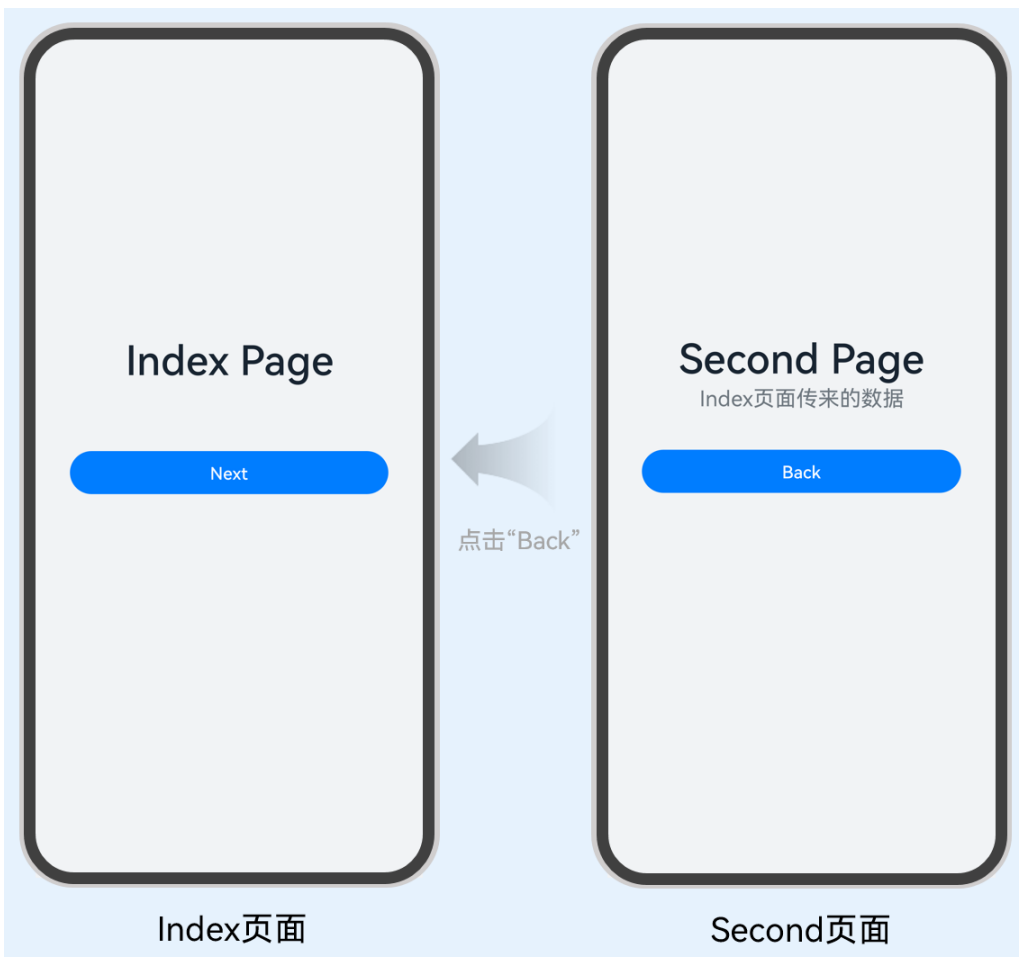 Index Page
Next
点击“Back”
Second Page
Index页面传来的数据
Back
Index页面
Second页面